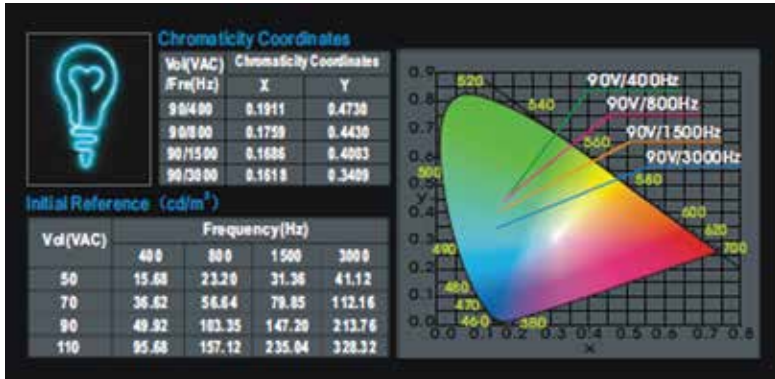 Chromaticity Coordinates
Vol(VAC) Chromaticity Coordinates
/Fre(Hz) X Y
90/400 0.1911 0.4730
90/800 0.1759 0.4430
90/1500 0.1686 0.4003
90/3000 0.1618 0.3409
Initial Reference (cd/m²)
Vol(VAC) Frequency(Hz)
400 800 1500 3000
50 15.68 23.20 31.36 41.12
70 36.62 56.64 79.85 112.16
90 49.92 103.35 147.20 213.76
110 95.68 157.12 235.04 328.32
90V/400Hz
90V/800Hz
90V/1500Hz
90V/3000Hz
0.9
0.8
0.7
0.6
0.5
y
0.4
0.3
0.2
0.1
0.0
0.0 0.1 0.2 0.3 0.4 0.5 0.6 0.7 0.8
x
520
540
560
580
600
620
700
500
490
480
470
460 380